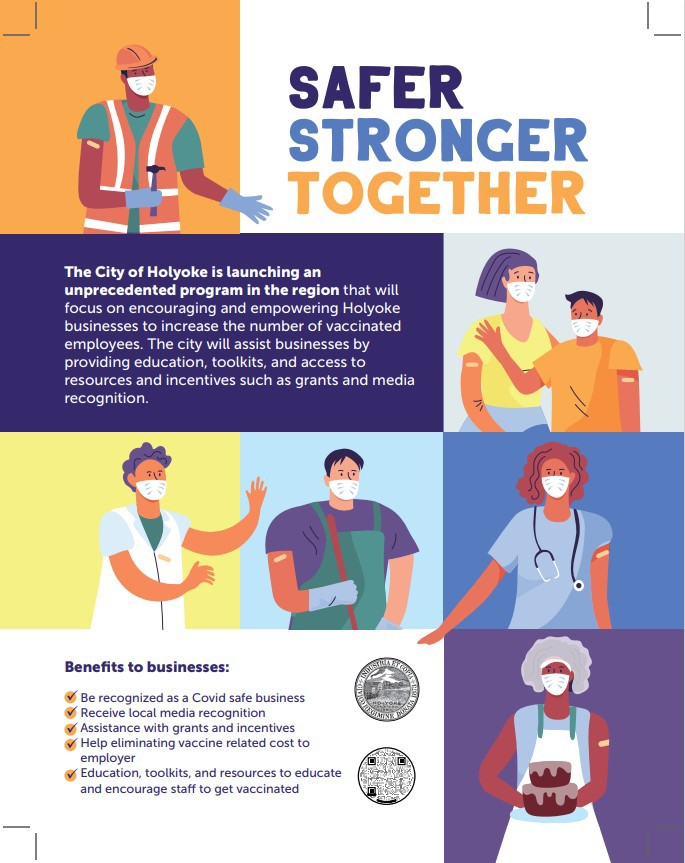 SAFER
STRONGER
TOGETHER
The City of Holyoke is launching an
unprecedented program in the region that will
focus on encouraging and empowering Holyoke
businesses to increase the number of vaccinated
employees. The city will assist businesses by
providing education, toolkits, and access to
resources and incentives such as grants and media
recognition.
Benefits to businesses:
Be recognized as a Covid safe business
Receive local media recognition
Assistance with grants and incentives
Help eliminating vaccine related cost to
employer
Education, toolkits, and resources to educate
and encourage staff to get vaccinated
INDUSTRIA ET COPIA
HOLYOKE